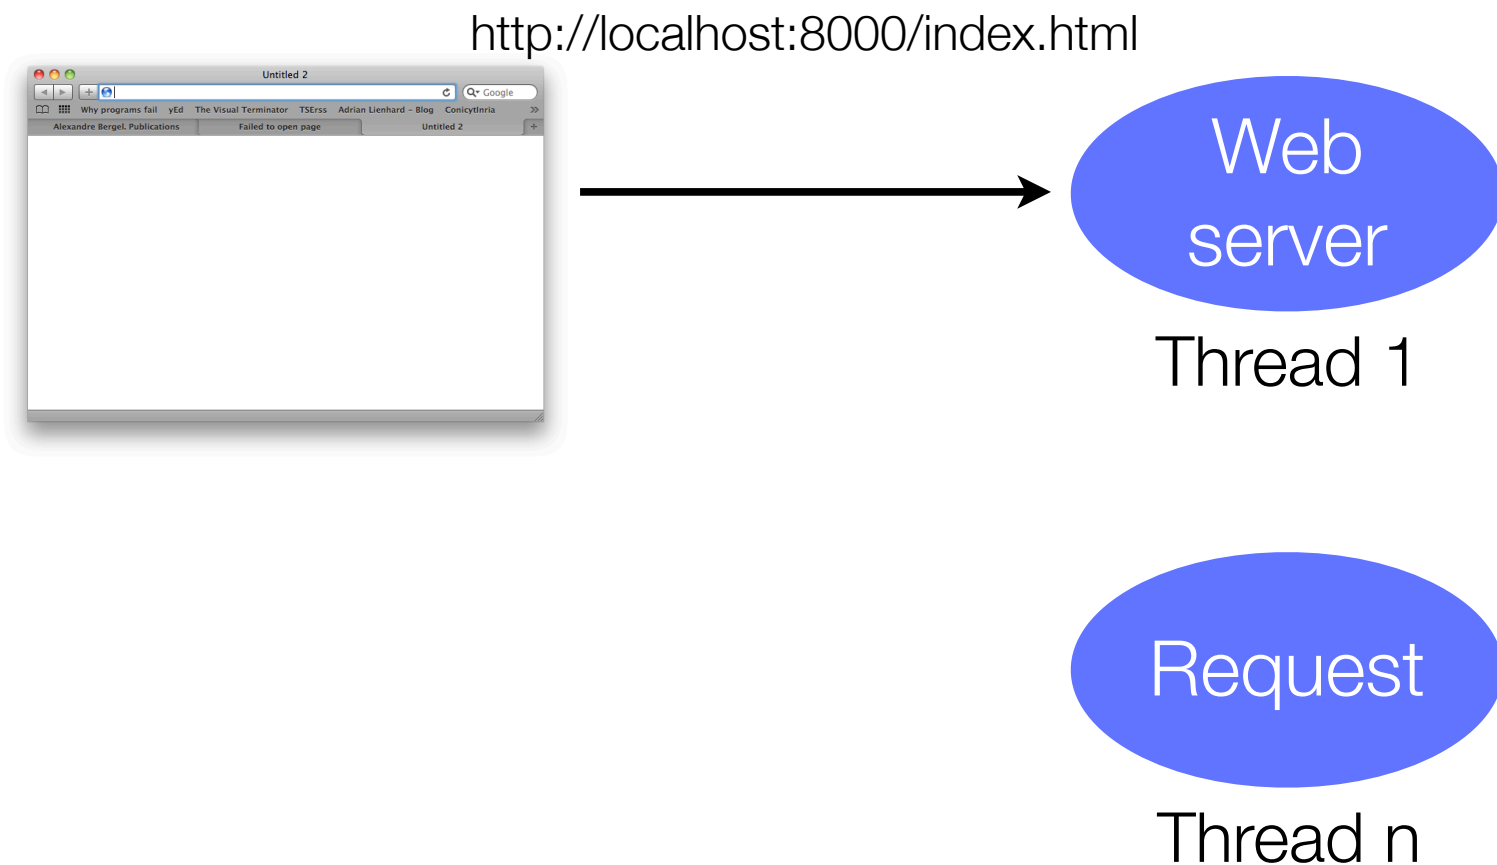 http://localhost:8000/index.html
Untitled 2
Google
Why programs fail yEd The Visual Terminator TSErss Adrian Lienhard – Blog ConicytInria
Alexandre Bergel. Publications Failed to open page Untitled 2
Web
server
Thread 1
Request
Thread n